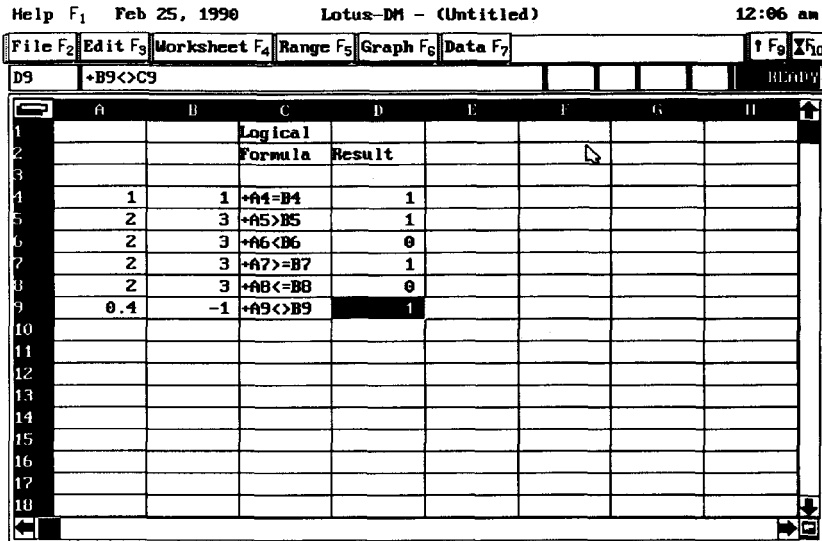 Help F1 Feb 25, 1990 Lotus-DM - (Untitled) 12:06 am
File F2 Edit F3 Worksheet F4 Range F5 Graph F6 Data F7 ↑ F9 F10
D9 +B9<>C9 READY
A B C D E F G H
1 Logical
2 Formula Result
3
4 1 1 +A4=B4 1
5 2 3 +A5>B5 1
6 2 3 +A6<B6 0
7 2 3 +A7>=B7 1
8 2 3 +A8<=B8 0
9 0.4 -1 +A9<>B9 1
10
11
12
13
14
15
16
17
18